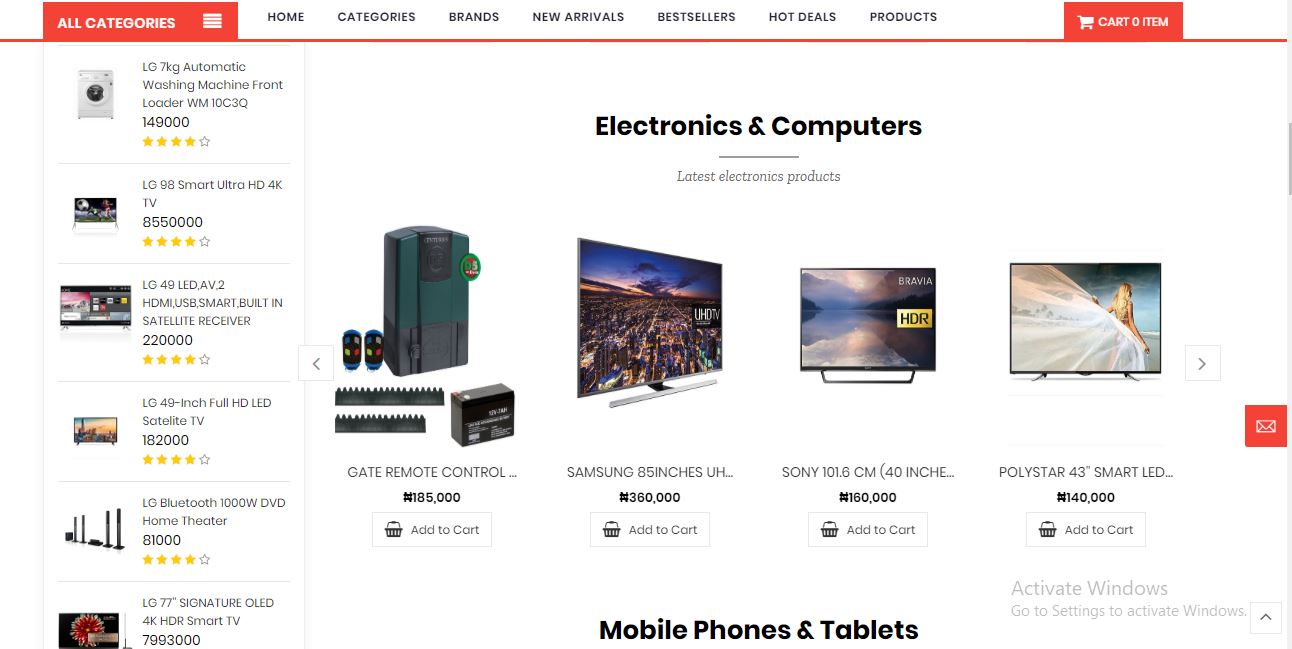 ALL CATEGORIES
HOME
CATEGORIES
BRANDS
NEW ARRIVALS
BESTSELLERS
HOT DEALS
PRODUCTS
CART 0 ITEM
LG 7kg Automatic
Washing Machine Front
Loader WM 10C3Q
149000
LG 98 Smart Ultra HD 4K
TV
8550000
LG 49 LED,AV,2
HDMI,USB,SMART,BUILT IN
SATELLITE RECEIVER
220000
LG 49-Inch Full HD LED
Satelite TV
182000
LG Bluetooth 1000W DVD
Home Theater
81000
LG 77" SIGNATURE OLED
4K HDR Smart TV
7993000
Electronics & Computers
Latest electronics products
CENTURION
D5
D5
12V-7AH
UHDTV
BRAVIA
HDR
GATE REMOTE CONTROL ...
₦185,000
Add to Cart
SAMSUNG 85INCHES UH...
₦360,000
Add to Cart
SONY 101.6 CM (40 INCHE...
₦160,000
Add to Cart
POLYSTAR 43" SMART LED...
₦140,000
Add to Cart
Mobile Phones & Tablets
Activate Windows
Go to Settings to activate Windows.